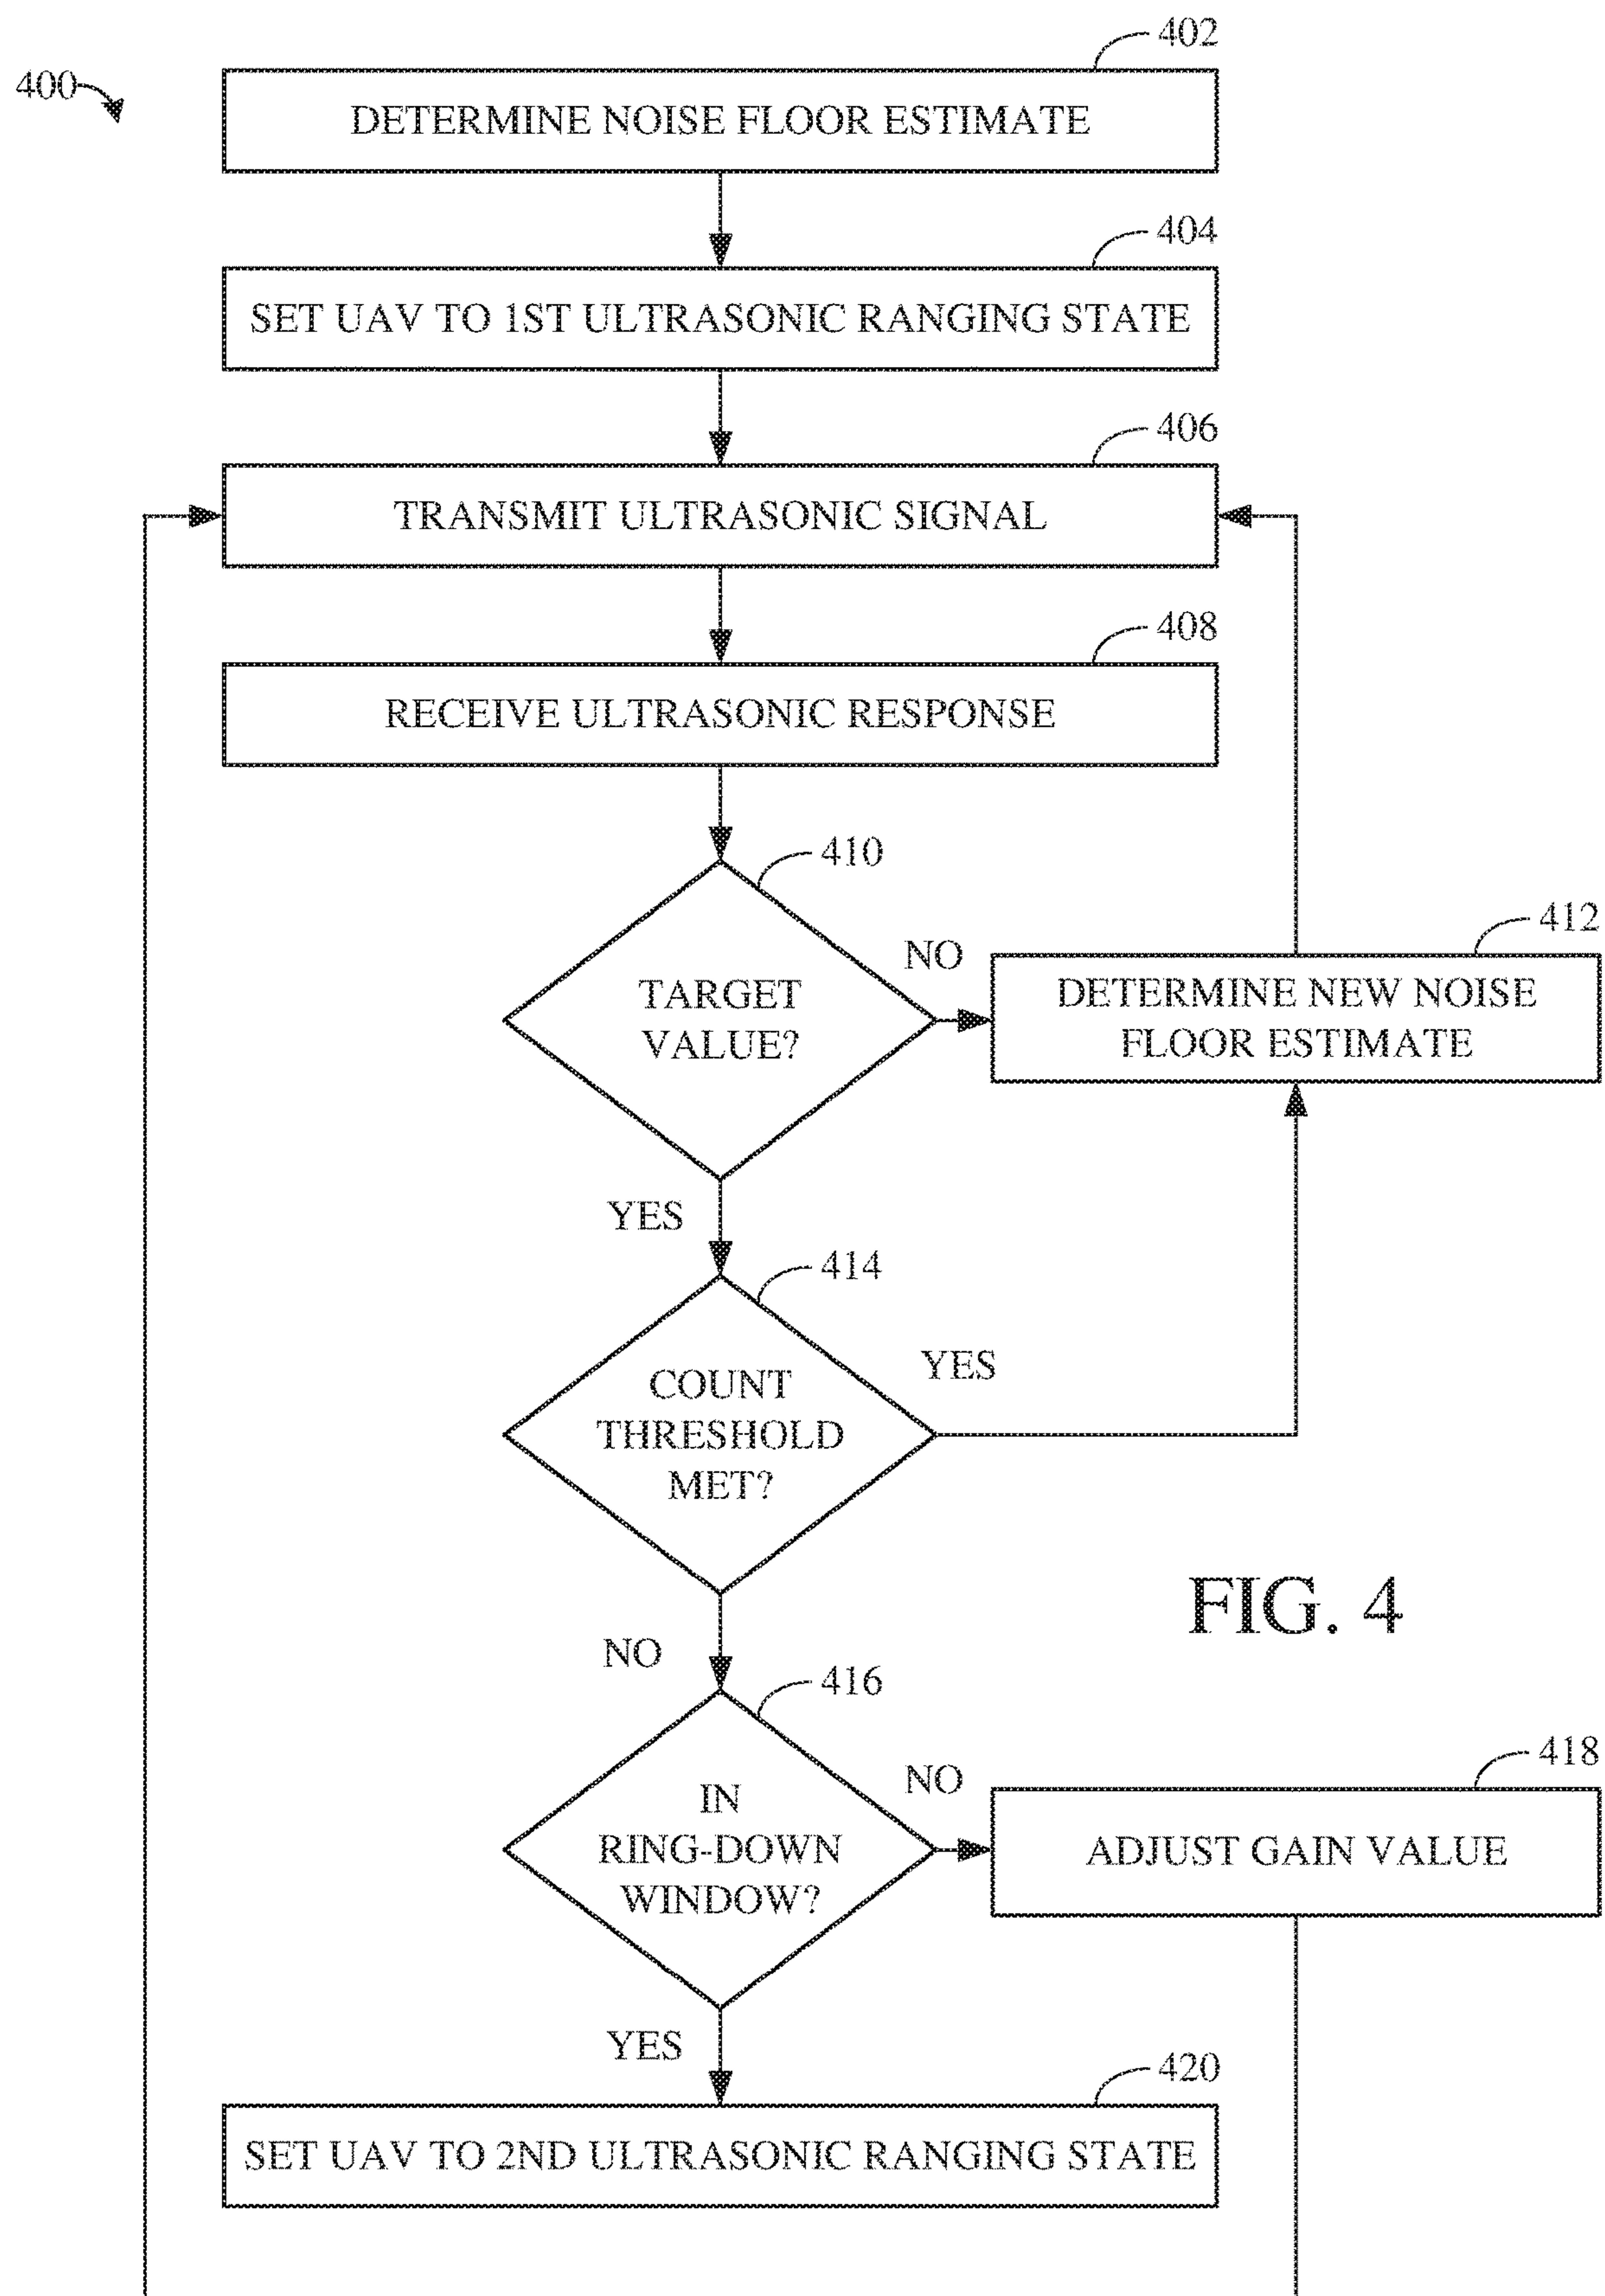 402
400
DETERMINE NOISE FLOOR ESTIMATE
404
SET UAV TO 1ST ULTRASONIC RANGING STATE
406
TRANSMIT ULTRASONIC SIGNAL
408
RECEIVE ULTRASONIC RESPONSE
410
TARGET
VALUE?
NO
412
DETERMINE NEW NOISE
FLOOR ESTIMATE
YES
414
COUNT
THRESHOLD
MET?
YES
FIG. 4
NO
416
IN
RING-DOWN
WINDOW?
NO
418
ADJUST GAIN VALUE
YES
420
SET UAV TO 2ND ULTRASONIC RANGING STATE